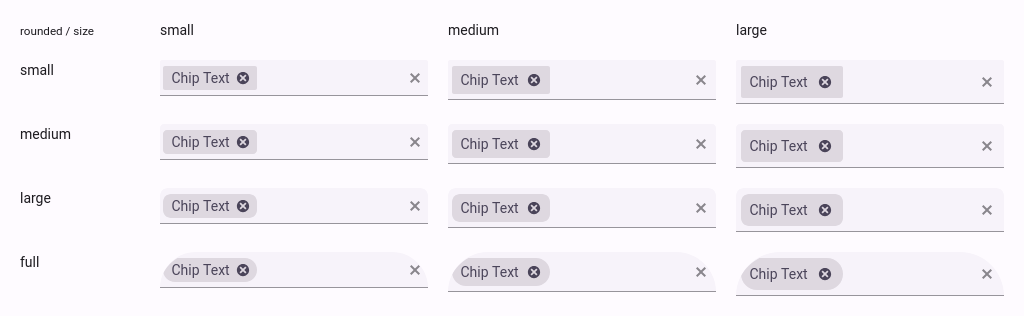 rounded / size small medium large
small Chip Text Chip Text Chip Text
medium Chip Text Chip Text Chip Text
large Chip Text Chip Text Chip Text
full Chip Text Chip Text Chip Text